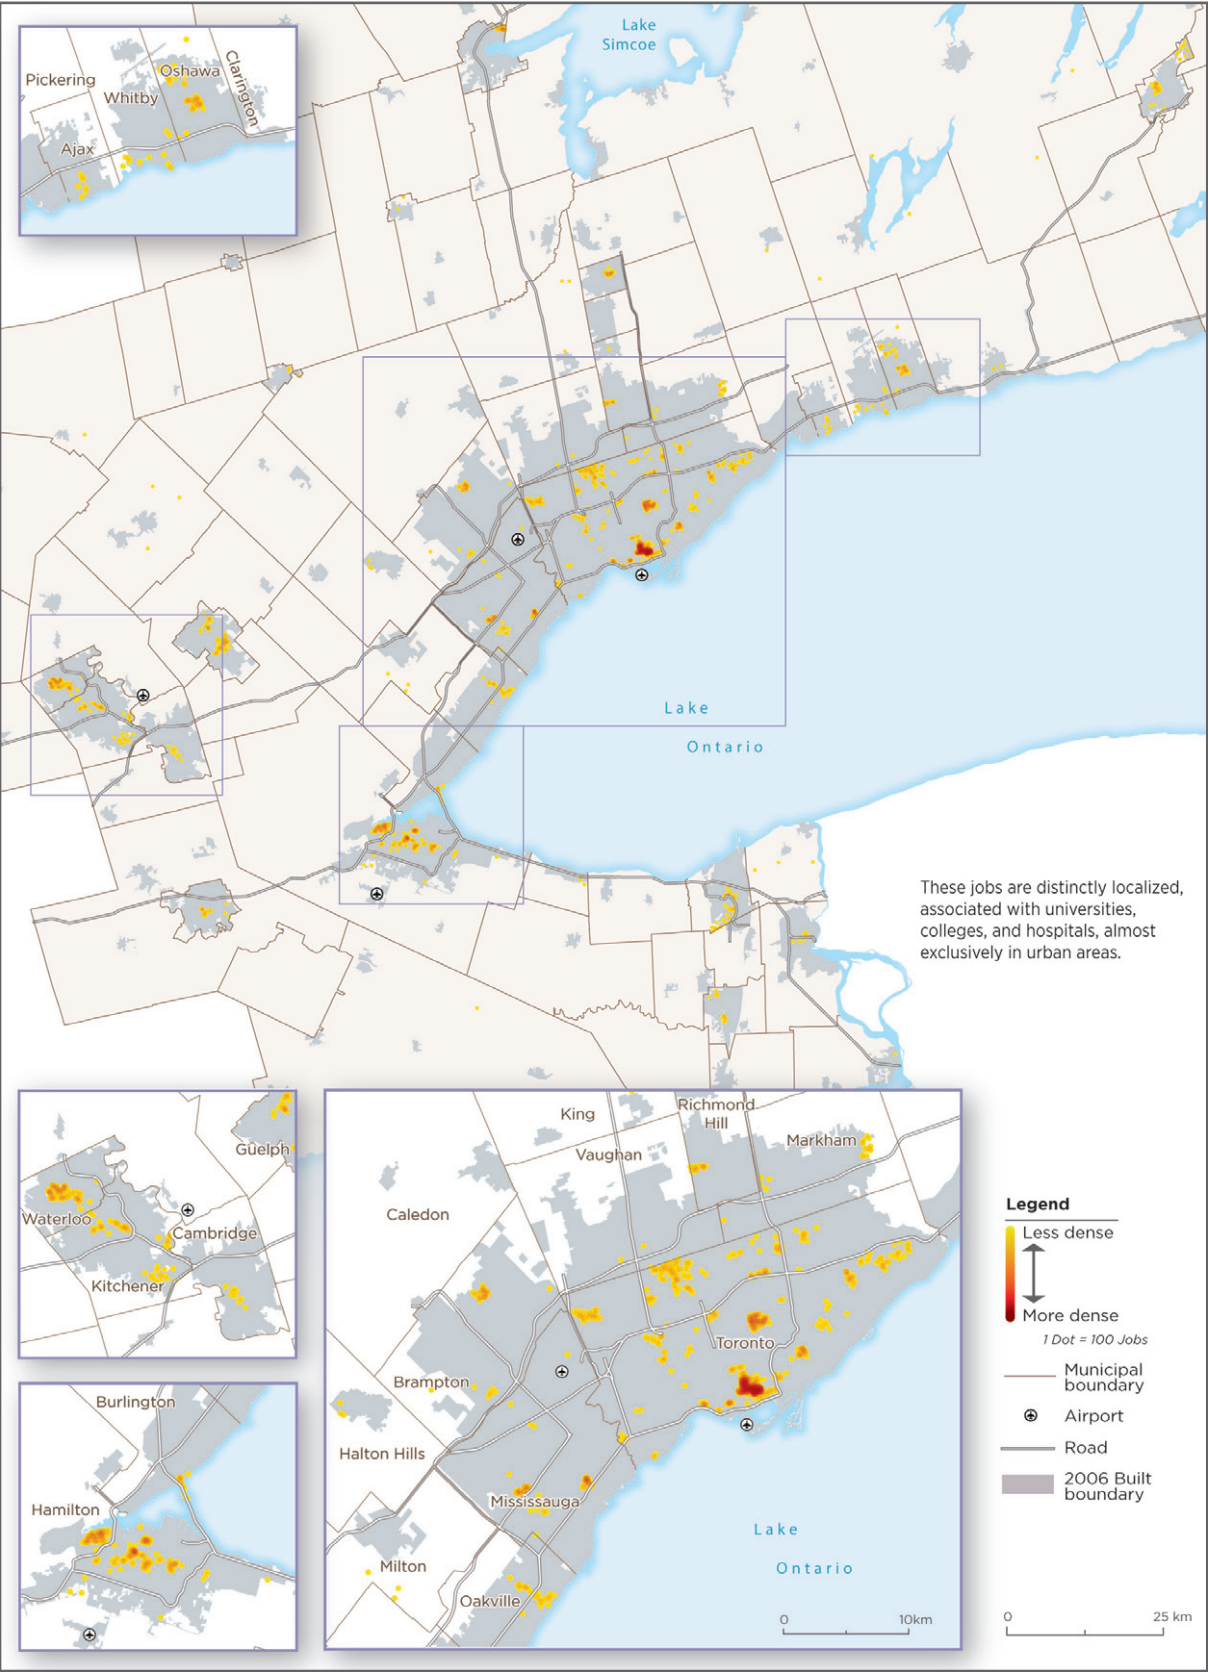 Lake
Simcoe
Pickering
Oshawa
Clarington
Whitby
Ajax
Lake
Ontario
These jobs are distinctly localized,
associated with universities,
colleges, and hospitals, almost
exclusively in urban areas.
Guelph
Waterloo
Cambridge
Kitchener
Burlington
Hamilton
King
Richmond
Hill
Vaughan
Markham
Caledon
Toronto
Brampton
Halton Hills
Mississauga
Milton
Oakville
Lake
Ontario
0 10km
Legend
Less dense
More dense
1 Dot = 100 Jobs
Municipal
boundary
Airport
Road
2006 Built
boundary
0 25 km